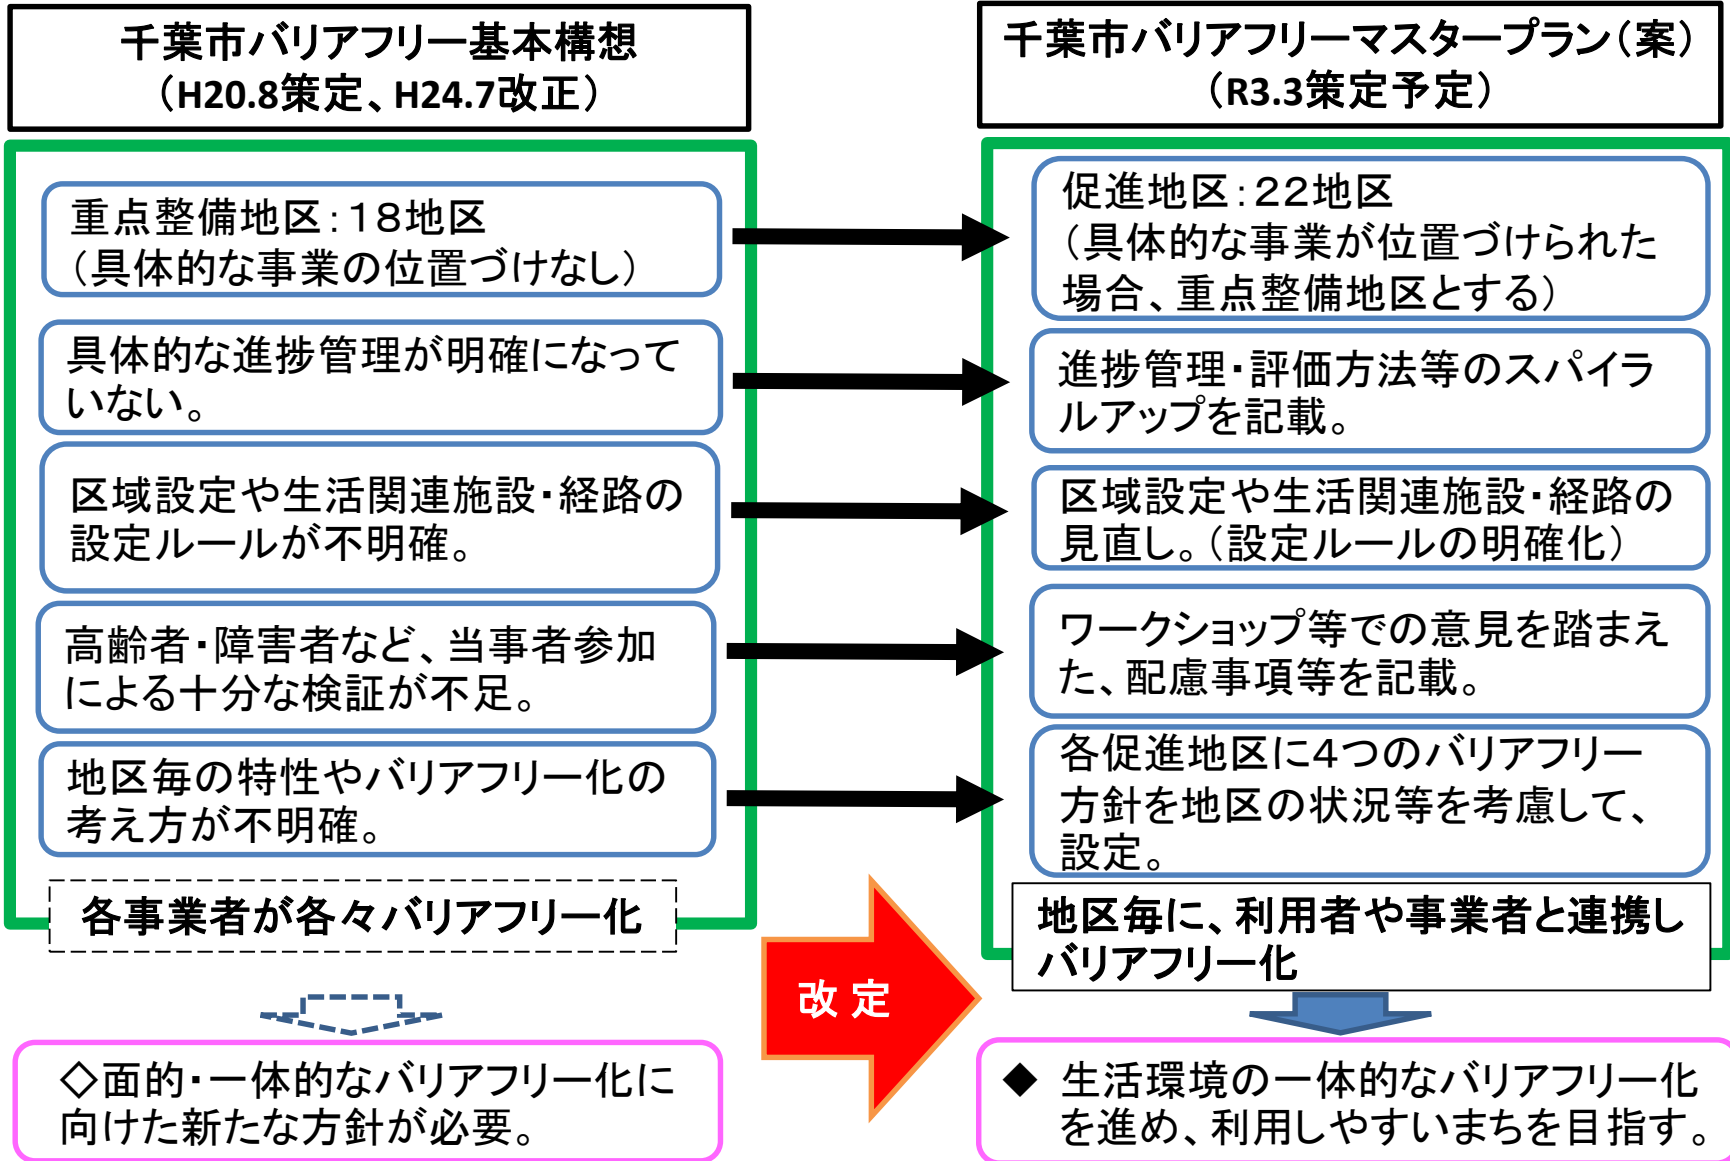 千葉市バリアフリー基本構想
（H20.8策定、H24.7改正）
重点整備地区：１８地区
（具体的な事業の位置づけなし）
具体的な進捗管理が明確になって
いない。
区域設定や生活関連施設・経路の
設定ルールが不明確。
高齢者・障害者など、当事者参加
による十分な検証が不足。
地区毎の特性やバリアフリー化の
考え方が不明確。
各事業者が各々バリアフリー化
◇面的・一体的なバリアフリー化に
向けた新たな方針が必要。
改 定
千葉市バリアフリーマスタープラン（案）
（R3.3策定予定）
促進地区：２２地区
（具体的な事業が位置づけられた
場合、重点整備地区とする）
進捗管理・評価方法等のスパイラ
ルアップを記載。
区域設定や生活関連施設・経路の
見直し。（設定ルールの明確化）
ワークショップ等での意見を踏まえ
た、配慮事項等を記載。
各促進地区に４つのバリアフリー
方針を地区の状況等を考慮して、
設定。
地区毎に、利用者や事業者と連携し
バリアフリー化
◆ 生活環境の一体的なバリアフリー化
を進め、利用しやすいまちを目指す。